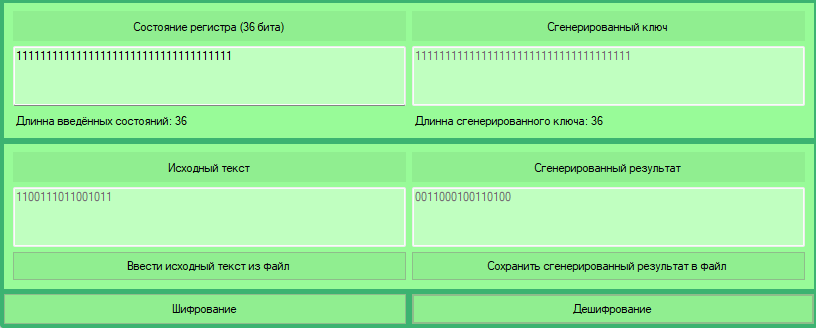 Состояние регистра (36 бита)
Сгенерированный ключ
111111111111111111111111111111111111
111111111111111111111111111111111111
Длинна введённых состояний: 36
Длинна сгенерированного ключа: 36
Исходный текст
Сгенерированный результат
1100111011001011
0011000100110100
Ввести исходный текст из файл
Сохранить сгенерированный результат в файл
Шифрование
Дешифрование